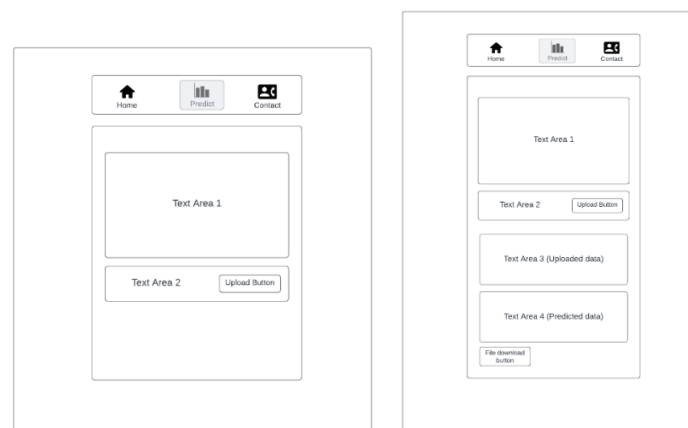 Home
Predict
Contact
Text Area 1
Text Area 2
Upload Button
Home
Predict
Contact
Text Area 1
Text Area 2
Upload Button
Text Area 3 (Uploaded data)
Text Area 4 (Predicted data)
File download
button